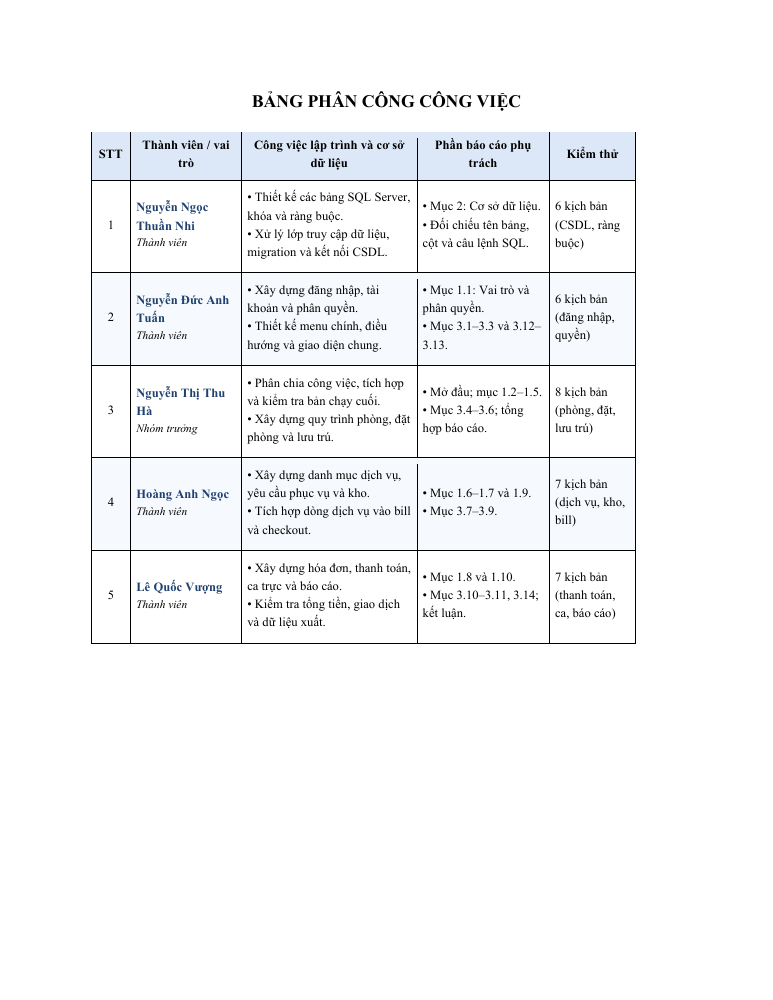 BẢNG PHÂN CÔNG CÔNG VIỆC
STT
Thành viên / vai
trò
Công việc lập trình và cơ sở
dữ liệu
Phần báo cáo phụ
trách
Kiểm thử
1
Nguyễn Ngọc
Thuần Nhi
Thành viên
• Thiết kế các bảng SQL Server,
khóa và ràng buộc.
• Xử lý lớp truy cập dữ liệu,
migration và kết nối CSDL.
• Mục 2: Cơ sở dữ liệu.
• Đối chiếu tên bảng,
cột và câu lệnh SQL.
6 kịch bản
(CSDL, ràng
buộc)
2
Nguyễn Đức Anh
Tuấn
Thành viên
• Xây dựng đăng nhập, tài
khoản và phân quyền.
• Thiết kế menu chính, điều
hướng và giao diện chung.
• Mục 1.1: Vai trò và
phân quyền.
• Mục 3.1–3.3 và 3.12–
3.13.
6 kịch bản
(đăng nhập,
quyền)
3
Nguyễn Thị Thu
Hà
Nhóm trưởng
• Phân chia công việc, tích hợp
và kiểm tra bản chạy cuối.
• Xây dựng quy trình phòng, đặt
phòng và lưu trú.
• Mở đầu; mục 1.2–1.5.
• Mục 3.4–3.6; tổng
hợp báo cáo.
8 kịch bản
(phòng, đặt,
lưu trú)
4
Hoàng Anh Ngọc
Thành viên
• Xây dựng danh mục dịch vụ,
yêu cầu phục vụ và kho.
• Tích hợp dòng dịch vụ vào bill
và checkout.
• Mục 1.6–1.7 và 1.9.
• Mục 3.7–3.9.
7 kịch bản
(dịch vụ, kho,
bill)
5
Lê Quốc Vượng
Thành viên
• Xây dựng hóa đơn, thanh toán,
ca trực và báo cáo.
• Kiểm tra tổng tiền, giao dịch
và dữ liệu xuất.
• Mục 1.8 và 1.10.
• Mục 3.10–3.11, 3.14;
kết luận.
7 kịch bản
(thanh toán,
ca, báo cáo)